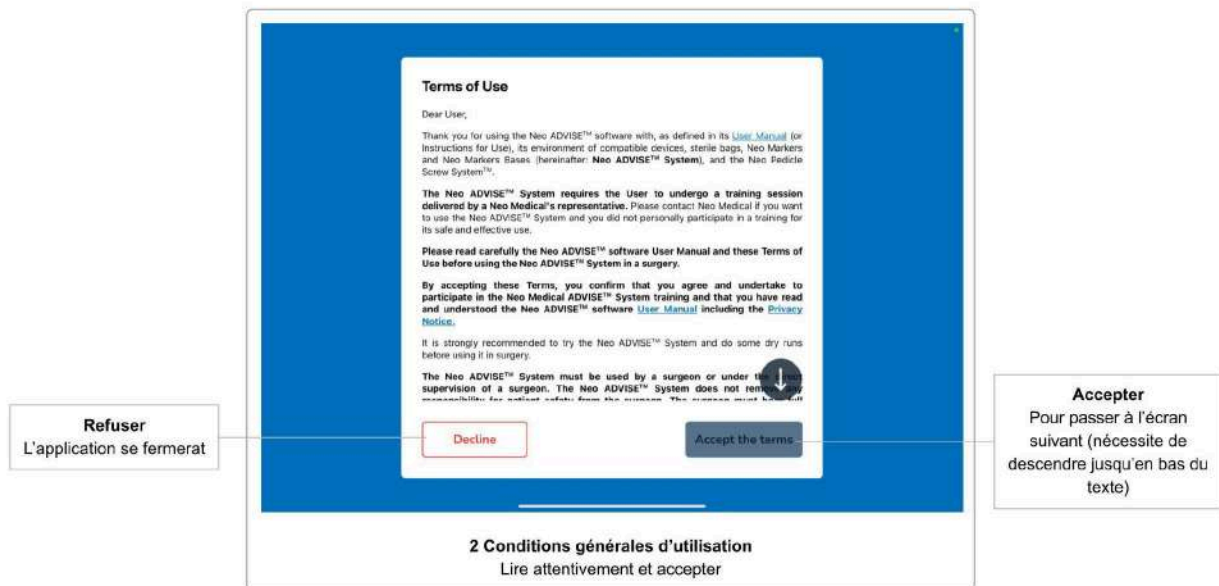 Terms of Use
Dear User,
Thank you for using the Neo ADVISE™ software with, as defined in its User Manual (or
Instructions for Use), its environment of compatible devices, sterile bags, Neo Markers
and Neo Markers Bases (hereinafter: Neo ADVISE™ System), and the Neo Pedicle
Screw System™.
The Neo ADVISE™ System requires the User to undergo a training session
delivered by a Neo Medical's representative. Please contact Neo Medical if you want
to use the Neo ADVISE™ System and you did not personally participate in a training for
its safe and effective use.
Please read carefully the Neo ADVISE™ software User Manual and these Terms of
Use before using the Neo ADVISE™ System in a surgery.
By accepting these Terms, you confirm that you agree and undertake to
participate in the Neo Medical ADVISE™ System training and that you have read
and understood the Neo ADVISE™ software User Manual including the Privacy
Notice.
It is strongly recommended to try the Neo ADVISE™ System and do some dry runs
before using it in surgery.
The Neo ADVISE™ System must be used by a surgeon or under the
supervision of a surgeon. The Neo ADVISE™ System does not
responsibility for patient safety from the surgeon. The surgeon must
Decline
Accept the terms
Refuser
L'application se fermerat
Accepter
Pour passer à l'écran
suivant (nécessite de
descendre jusqu'en bas du
texte)
2 Conditions générales d'utilisation
Lire attentivement et accepter